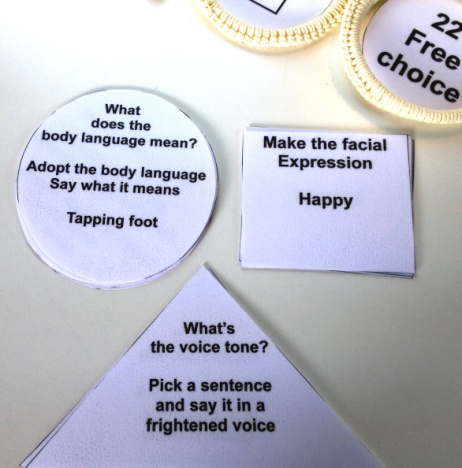 22
Free
choice
What
does the
body language mean?
Adopt the body language
Say what it means
Tapping foot
Make the facial
Expression
Happy
What's
the voice tone?
Pick a sentence
and say it in a
frightened voice